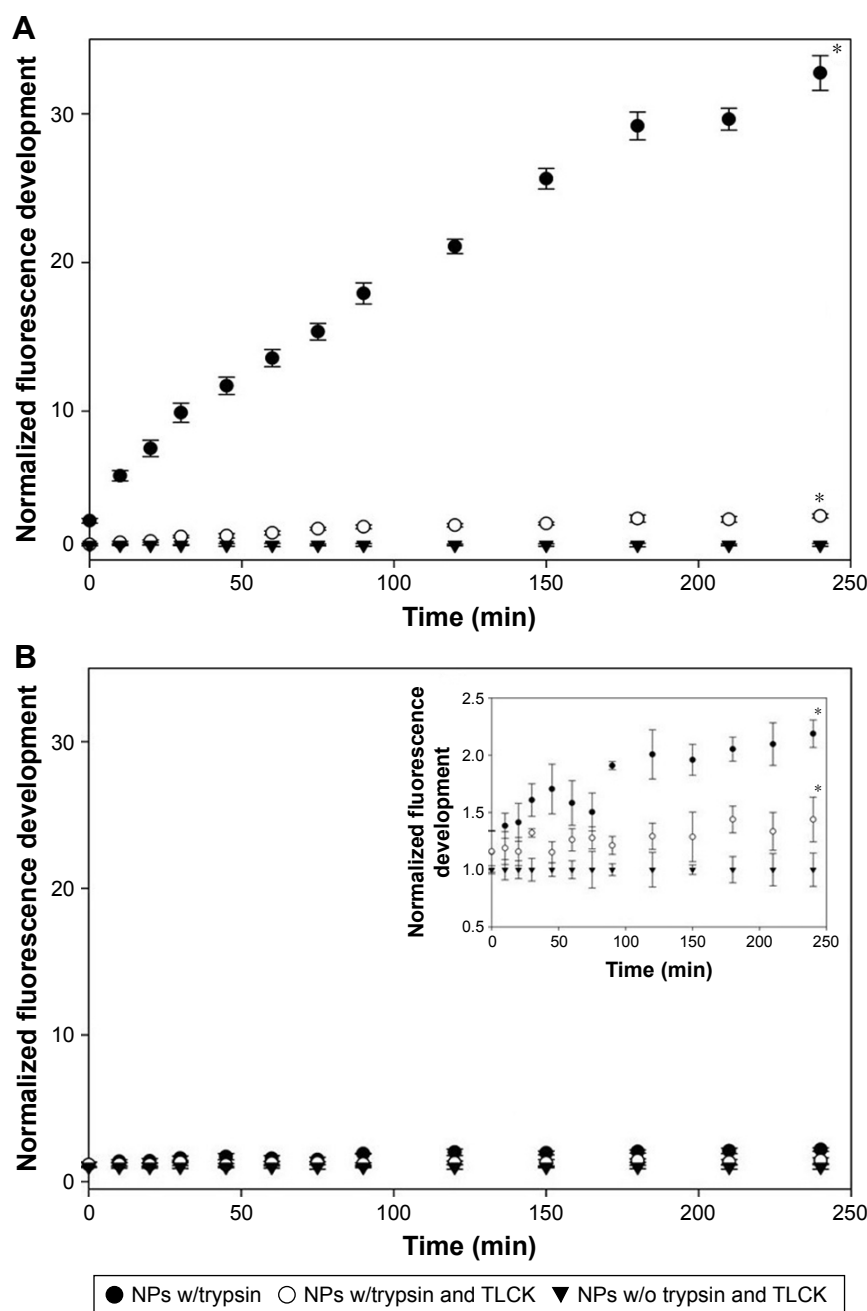 A
Normalized fluorescence development
30
20
10
0
0 50 100 150 200 250
Time (min)
*
*
B
Normalized fluorescence development
30
20
10
0
0 50 100 150 200 250
Time (min)
Normalized fluorescence
development
2.5
2.0
1.5
1.0
0.5
0 50 100 150 200 250
Time (min)
*
*
NPs w/trypsin NPs w/trypsin and TLCK NPs w/o trypsin and TLCK